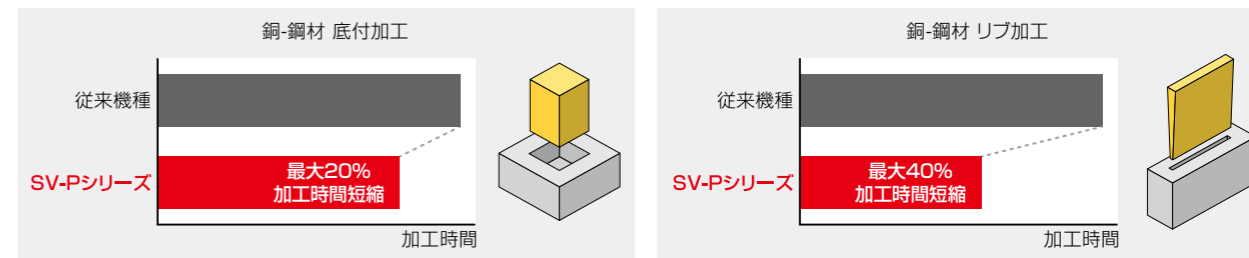 銅-鋼材 底付加工
従来機種
SV-Pシリーズ
最大20%
加工時間短縮
加工時間
銅-鋼材 リブ加工
従来機種
SV-Pシリーズ
最大40%
加工時間短縮
加工時間